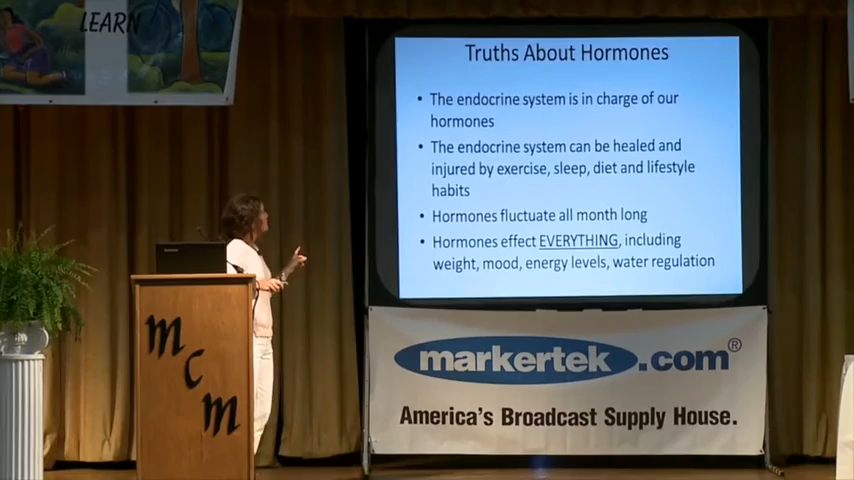 LEARN
Truths About Hormones
• The endocrine system is in charge of our
hormones
• The endocrine system can be healed and
injured by exercise, sleep, diet and lifestyle
habits
• Hormones fluctuate all month long
• Hormones effect EVERYTHING, including
weight, mood, energy levels, water regulation
markertek.com®
America's Broadcast Supply House.
m
c
m